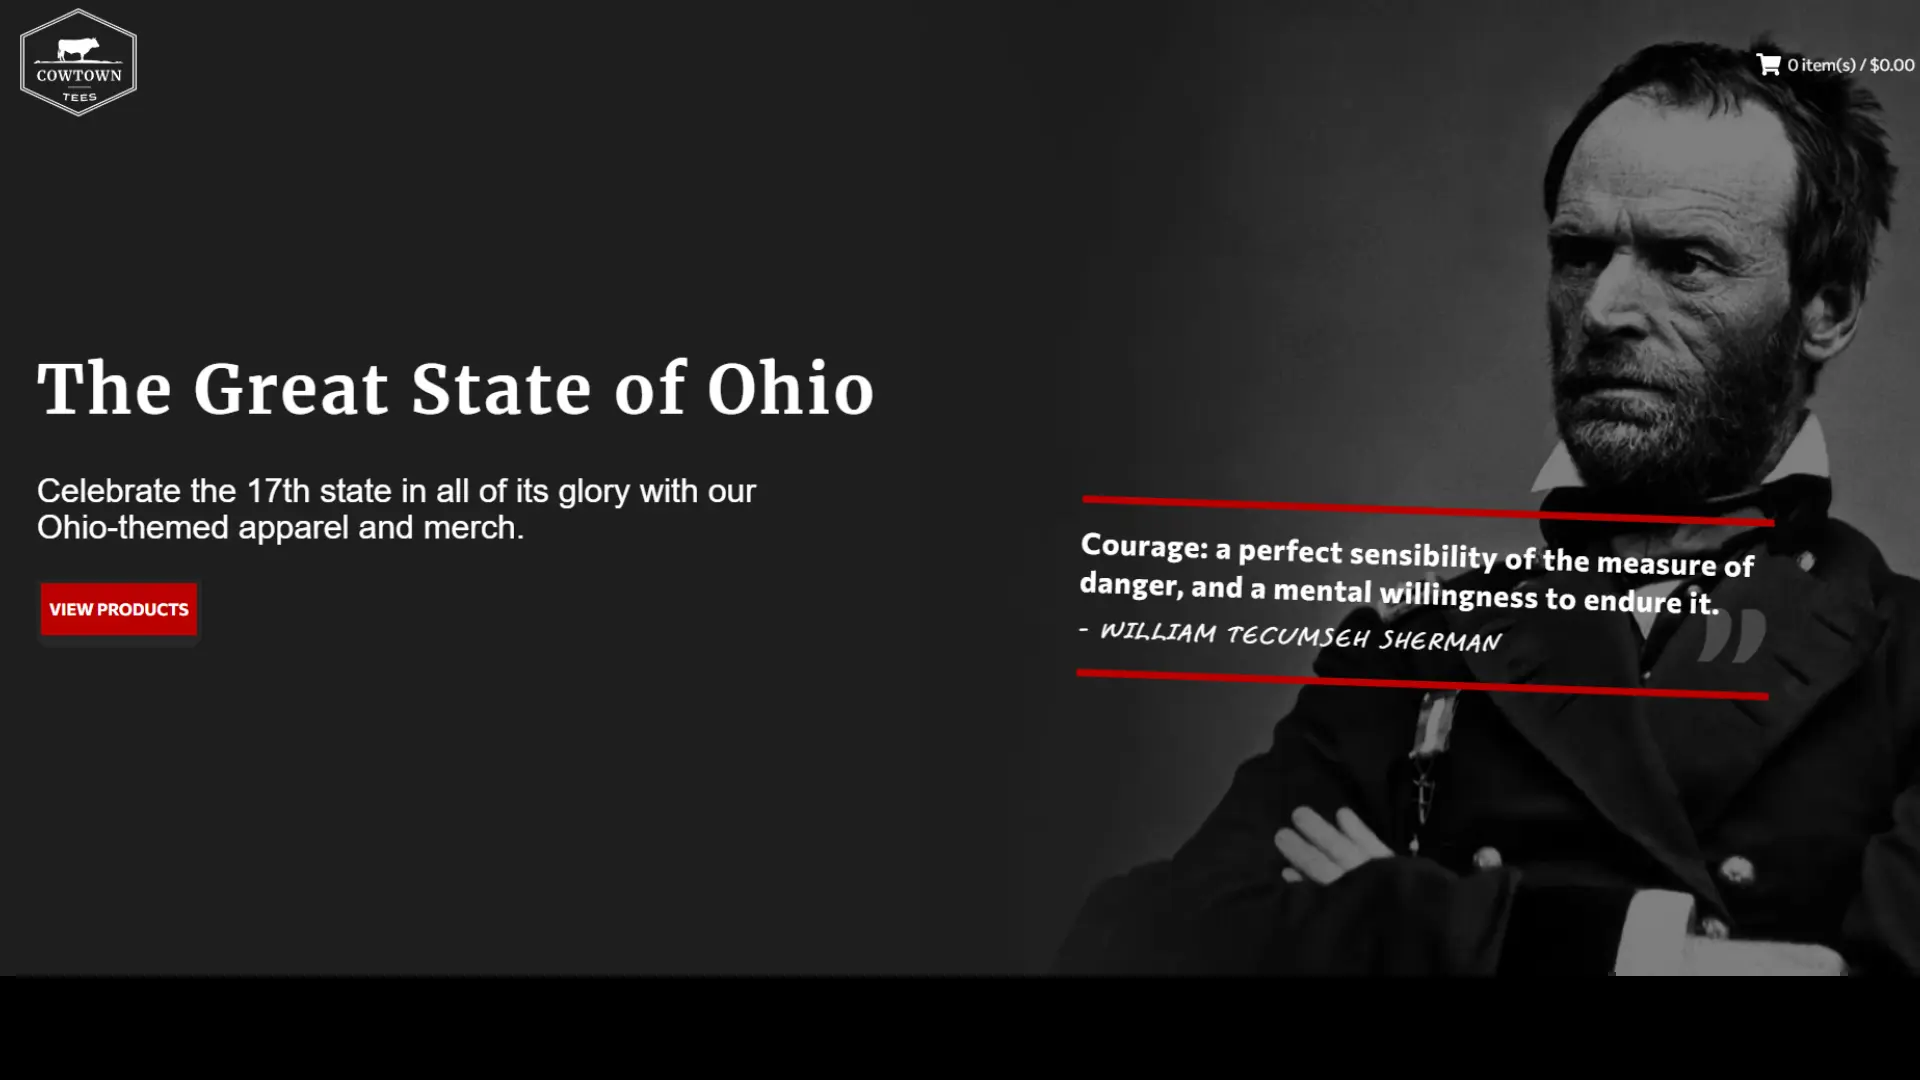 COWTOWN
TEES
0 item(s) / $0.00
The Great State of Ohio
Celebrate the 17th state in all of its glory with our
Ohio-themed apparel and merch.
VIEW PRODUCTS
Courage: a perfect sensibility of the measure of
danger, and a mental willingness to endure it.
- WILLIAM TECUMSEH SHERMAN
”